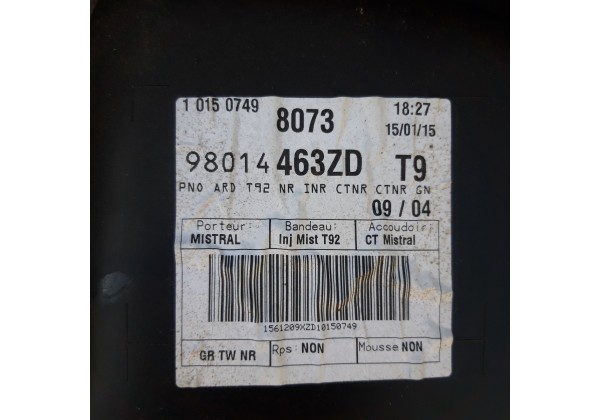 1 015 0749 18:27
8073 15/01/15
98014 463ZD T9
PNO ARD T92 NR INR CTNR CTNR GN
09 / 04
Porteur: Bandeau: Accoudoir:
MISTRAL Inj Mist T92 CT Mistral
1561209XZD10150749
GR TW NR Rps: NON Mousse NON